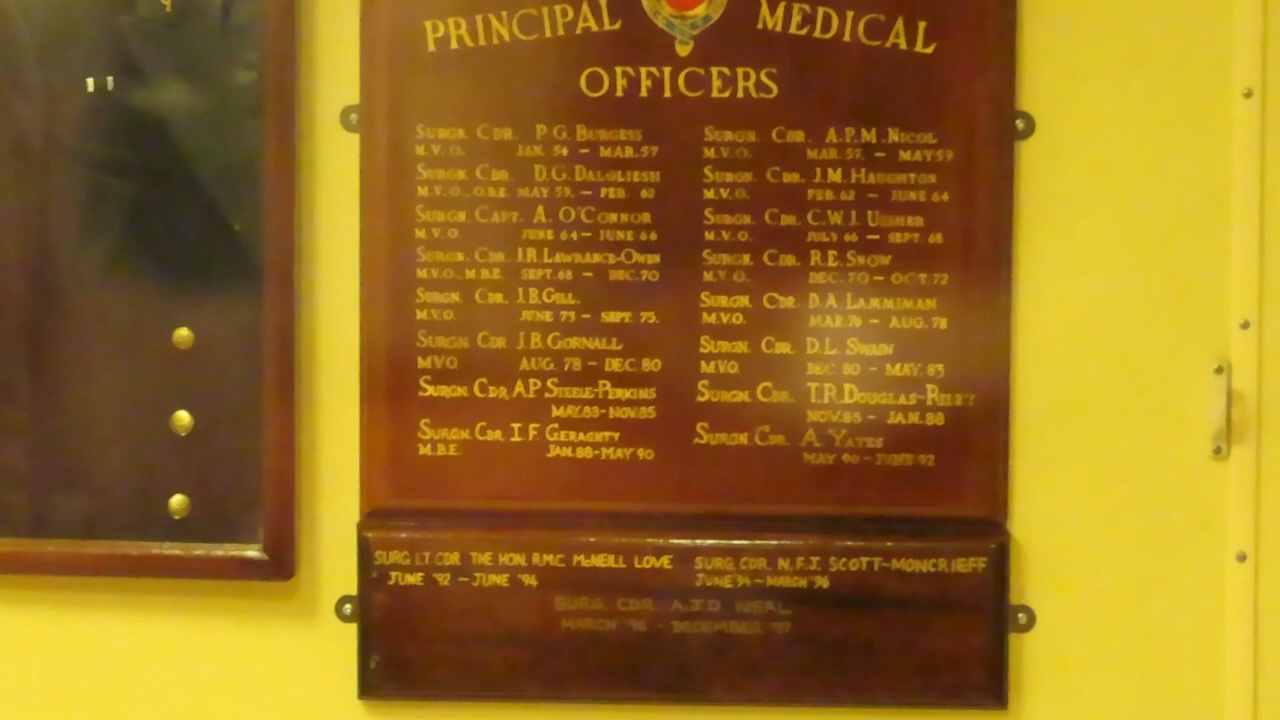 PRINCIPAL MEDICAL
OFFICERS
SURGN. CDR. P.G. BURGESS
M.V.O. JAN. 54 - MAR. 57
SURGN. CDR. A.P.M. NICOL
M.V.O. MAR. 57. - MAY 59
SURGN. CDR. D.G. DALGLIESH
M.V.O., O.B.E. MAY 59. - FEB. 62
SURGN. CDR. J.M. HAUGHTON
M.V.O. FEB. 62 - JUNE 64
SURGN. CAPT. A. O'CONNOR
M.V.O. JUNE 64 - JUNE 66
SURGN. CDR. C.W.J. USSHER
M.V.O. JULY 66 - SEPT. 68
SURGN. CDR. J.R. LAWRANCE-OWEN
M.V.O., M.B.E. SEPT. 68 - DEC. 70
SURGN. CDR. R.E. SNOW
M.V.O. DEC. 70 - OCT. 72
SURGN. CDR. J.B. GILL.
M.V.O. JUNE 73 - SEPT. 75.
SURGN. CDR. D.A. LAMMIMAN
M.V.O. MAR. 76 - AUG. 78
SURGN. CDR J.B. GORNALL
MVO AUG. 78 - DEC. 80
SURGN. CDR. D.L. SWAIN
MVO. DEC. 80 - MAY. 83
SURGN. CDR A.P. STEELE-PERKINS
MAY.83 - NOV.85
SURGN. CDR. T.R. DOUGLAS-RILEY
NOV.85 - JAN.88
SURGN. CDR. I.F. GERAGHTY
M.B.E. JAN.88 - MAY 90
SURGN CDR. A. YATES
MAY 90 - JUNE 92
SURG. LT. CDR. THE HON. R.M.C. McNEILL LOVE
JUNE '92 - JUNE '94
SURG. CDR. N.F.J. SCOTT-MONCRIEFF
JUNE 94 - MARCH '96
SURG. CDR. A.J.D. NEAL
MARCH '96 - DECEMBER '97